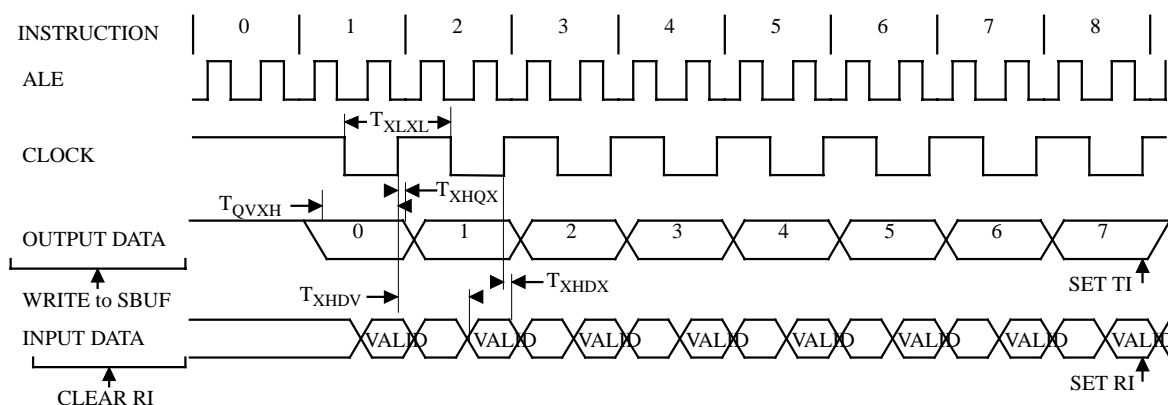 INSTRUCTION 0 1 2 3 4 5 6 7 8
ALE
TXLXL
CLOCK
TXHQX
TQVXH
OUTPUT DATA 0 1 2 3 4 5 6 7
WRITE to SBUF
TXHDV
TXHDX
SET TI
INPUT DATA VALID VALID VALID VALID VALID VALID VALID VALID
CLEAR RI
SET RI